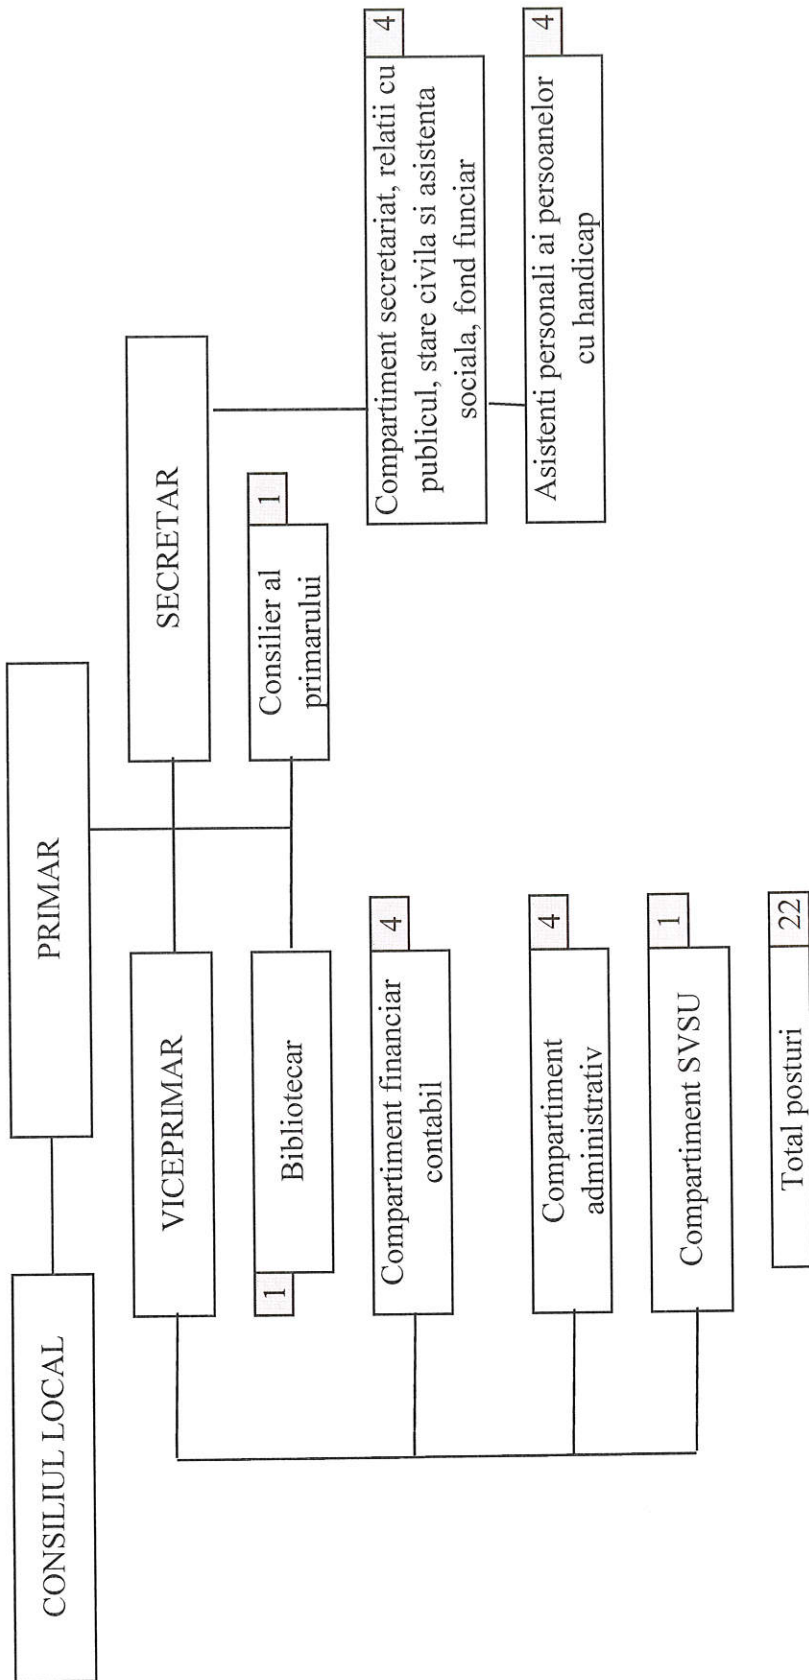 CONSILIUL LOCAL
PRIMAR
VICEPRIMAR
SECRETAR
1
Bibliotecar
Consilier al
primarului
1
Compartiment financiar
contabil
4
Compartiment secretariat, relatii cu
publicul, stare civila si asistenta
sociala, fond funciar
4
Compartiment
administrativ
4
Asistenti personali ai persoanelor
cu handicap
4
Compartiment SVSU
1
Total posturi
22